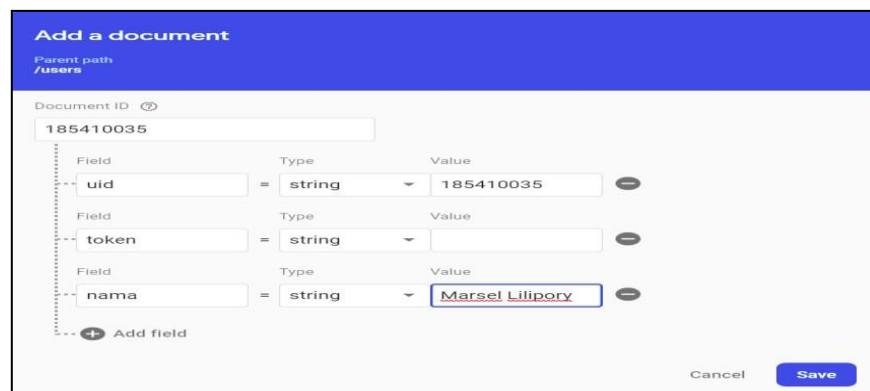 Add a document
Parent path
/users
Document ID ?
185410035
Field Type Value
uid = string 185410035
Field Type Value
token = string
Field Type Value
nama = string Marsel Lilipory
Add field
Cancel Save